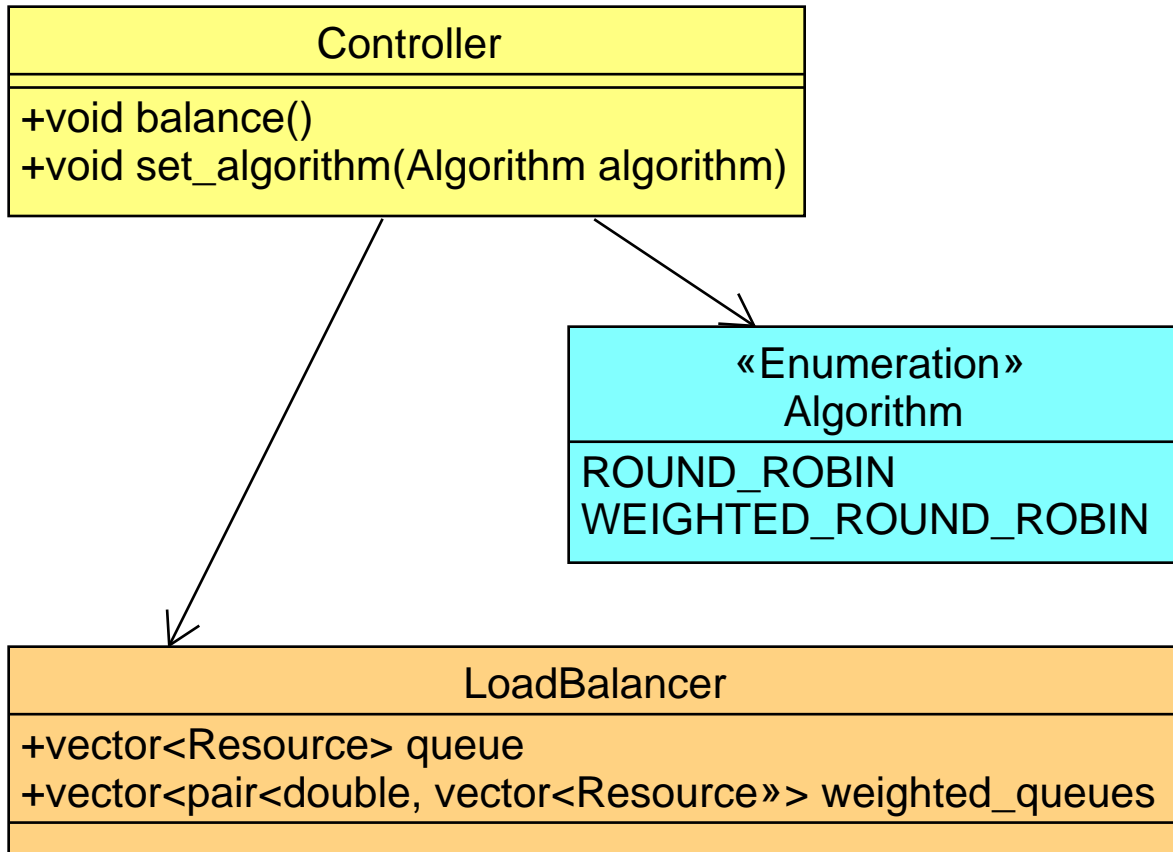 Controller
+void balance()
+void set_algorithm(Algorithm algorithm)
«Enumeration»
Algorithm
ROUND_ROBIN
WEIGHTED_ROUND_ROBIN
LoadBalancer
+vector<Resource> queue
+vector<pair<double, vector<Resource»> weighted_queues